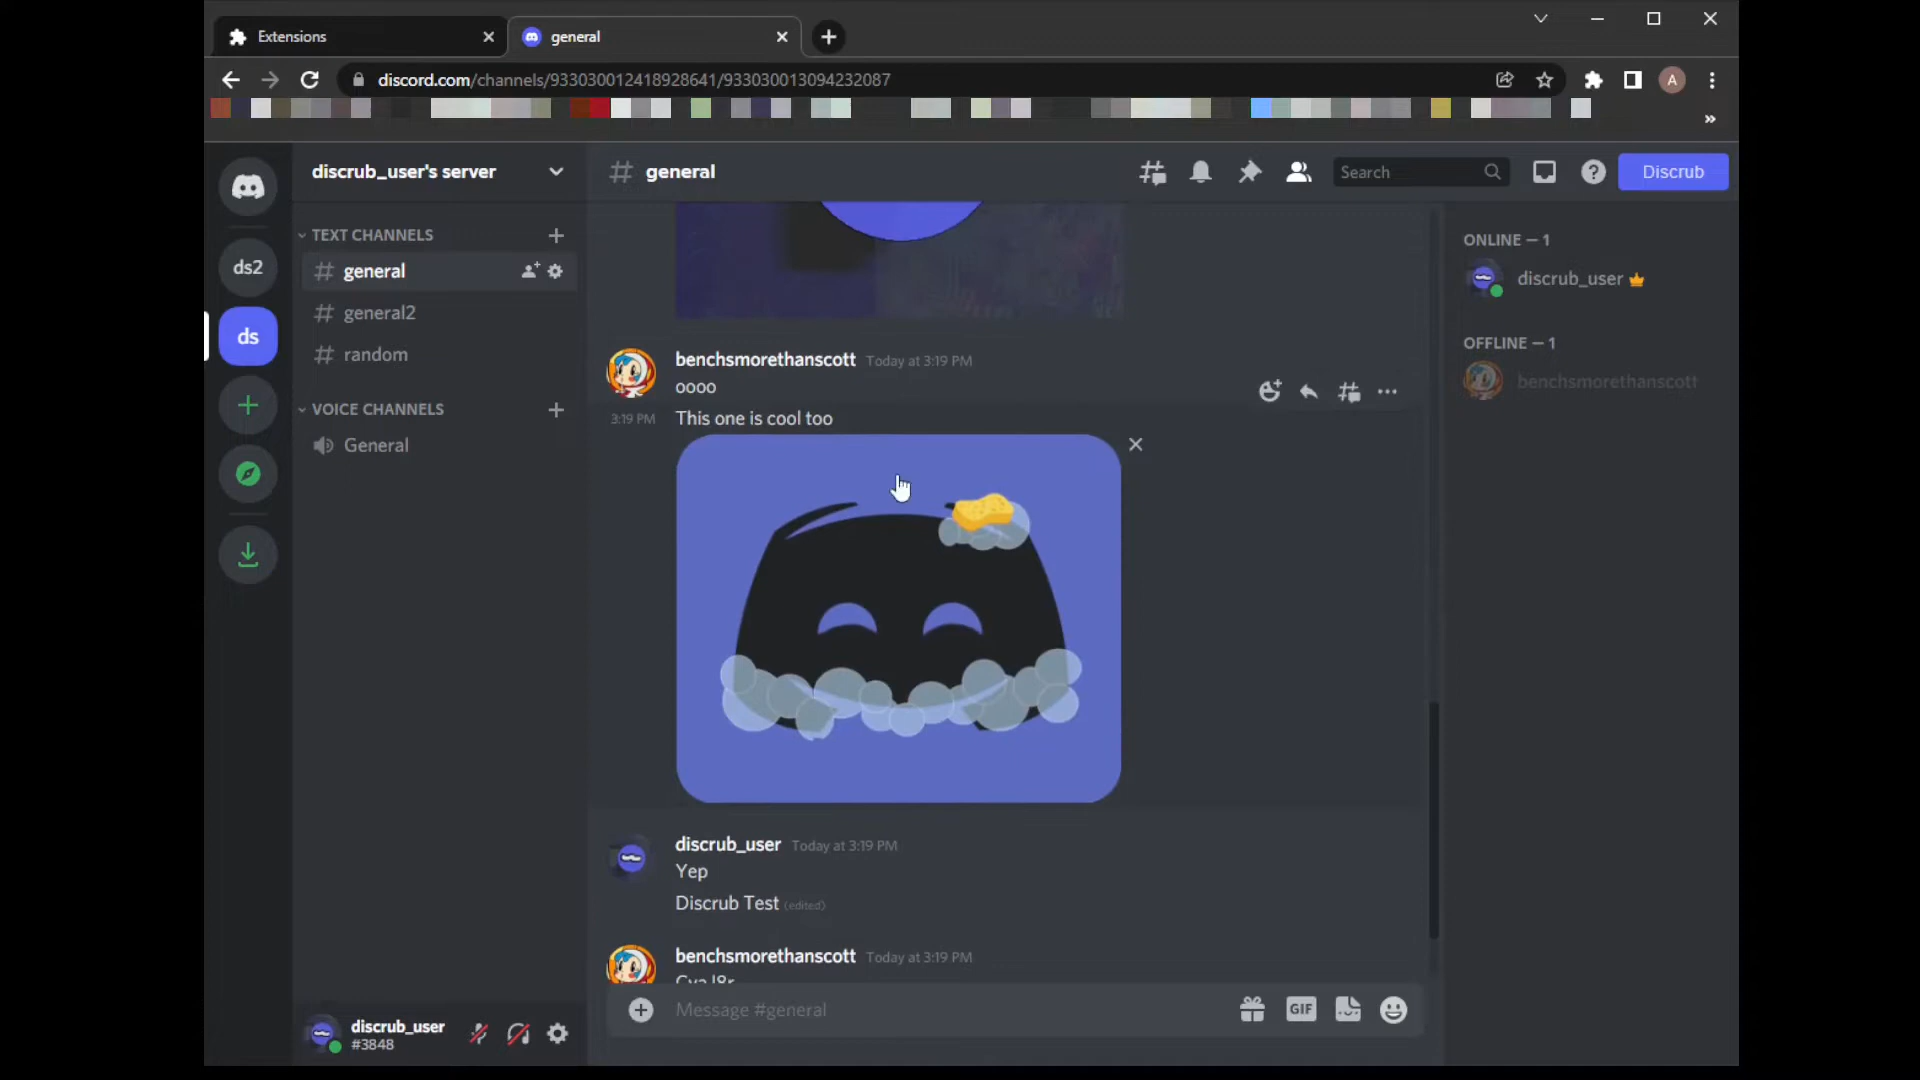 Extensions
general
discord.com/channels/933030012418928641/933030013094232087
A
discrub_user's server
general
Search
Discrub
TEXT CHANNELS
ds2
general
general2
ds
random
VOICE CHANNELS
General
ONLINE — 1
discrub_user
OFFLINE — 1
benchsmorethanscott
benchsmorethanscott Today at 3:19 PM
oooo
3:19 PM This one is cool too
discrub_user Today at 3:19 PM
Yep
Discrub Test (edited)
benchsmorethanscott Today at 3:19 PM
Cya l8r
Message #general
GIF
discrub_user
#3848